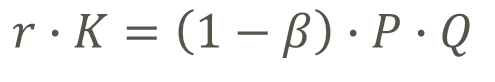 r · K = (1 − β) · P · Q